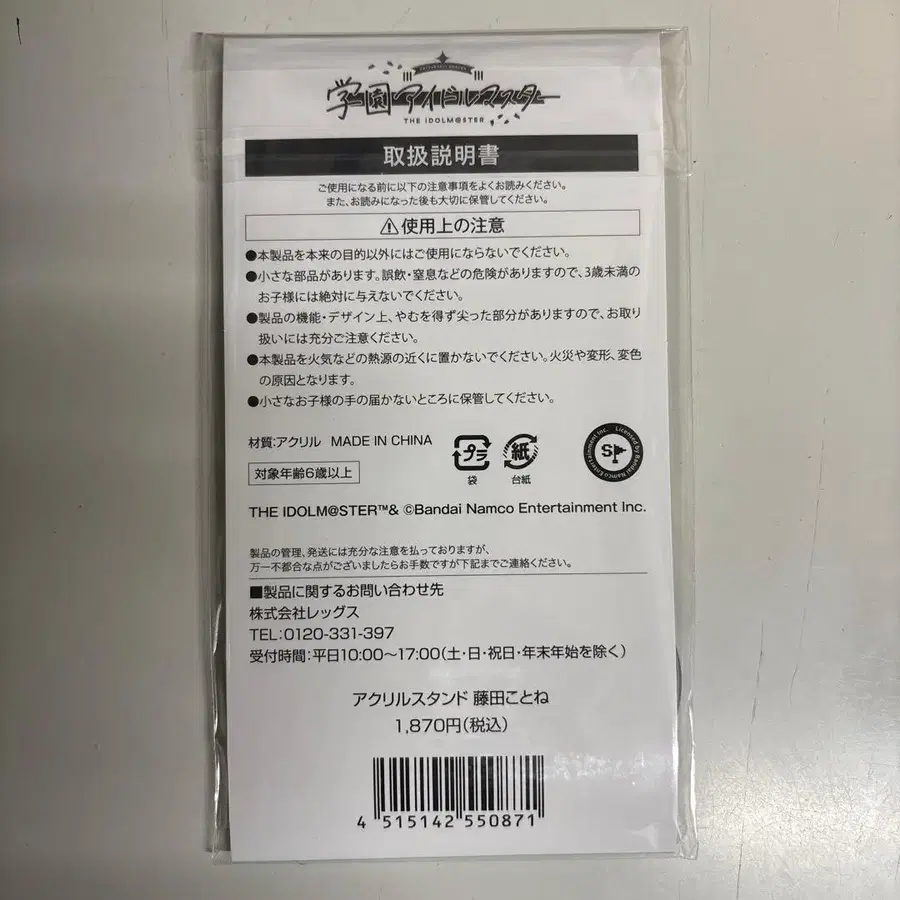 学園アイドルマスター
THE IDOLM@STER
取扱説明書
ご使用になる前に以下の注意事項をよくお読みください。
また、お読みになった後も大切に保管してください。
⚠使用上の注意
●本製品を本来の目的以外にはご使用にならないでください。
●小さな部品があります。誤飲・窒息などの危険がありますので、3歳未満の
お子様には絶対に与えないでください。
●製品の機能・デザイン上、やむを得ず尖った部分がありますので、お取り
扱いには充分ご注意ください。
●本製品を火気などの熱源の近くに置かないでください。火災や変形、変色
の原因となります。
●小さなお子様の手の届かないところに保管してください。
材質:アクリル MADE IN CHINA
対象年齢6歳以上
プラ
袋
紙
台紙
Licensed by Bandai Namco Entertainment Inc.
THE IDOLM@STER™& ©Bandai Namco Entertainment Inc.
製品の管理、発送には充分な注意を払っておりますが、
万一不都合な点がございましたらお手数ですが下記までご連絡ください。
■製品に関するお問い合わせ先
株式会社レッグス
TEL:0120-331-397
受付時間:平日10:00～17:00(土・日・祝日・年末年始を除く)
アクリルスタンド 藤田ことね
1,870円(税込)
4 515142 550871